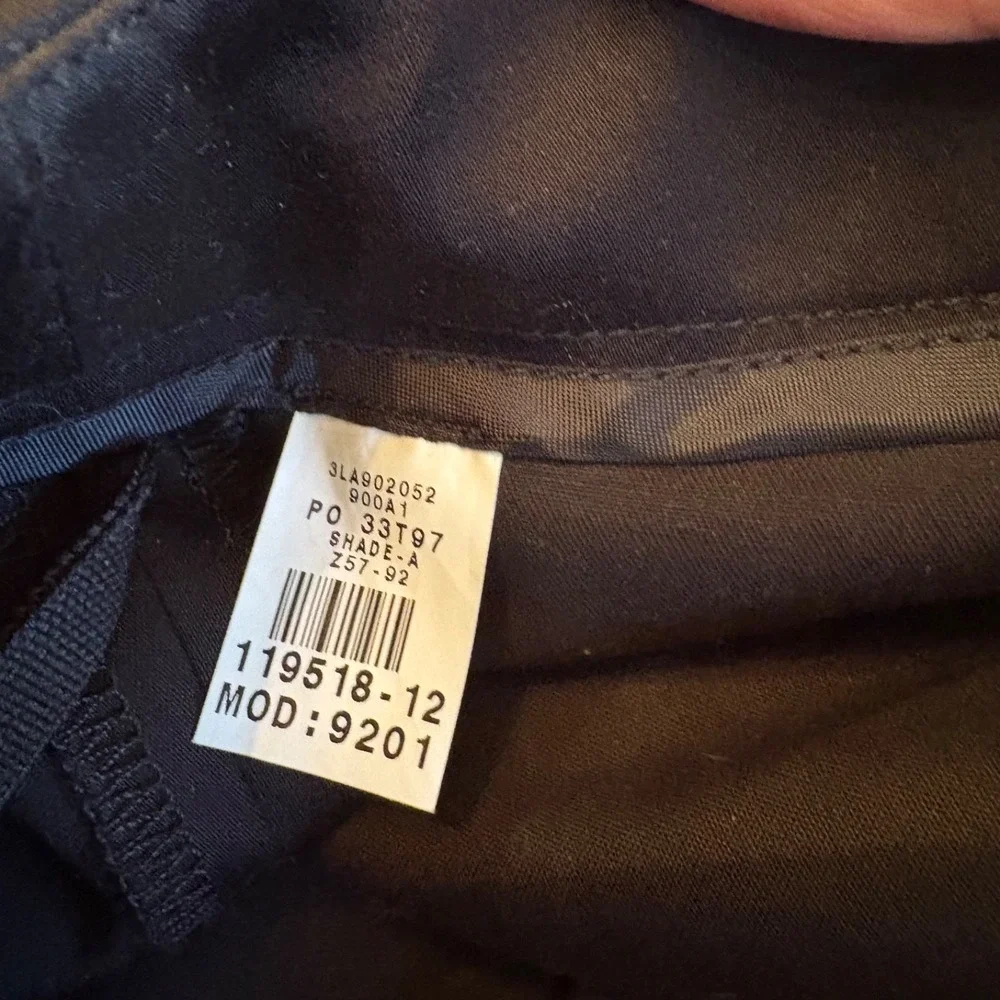 3LA902052
900A1
PO 33T97
SHADE-A
Z57-92
119518-12
MOD:9201